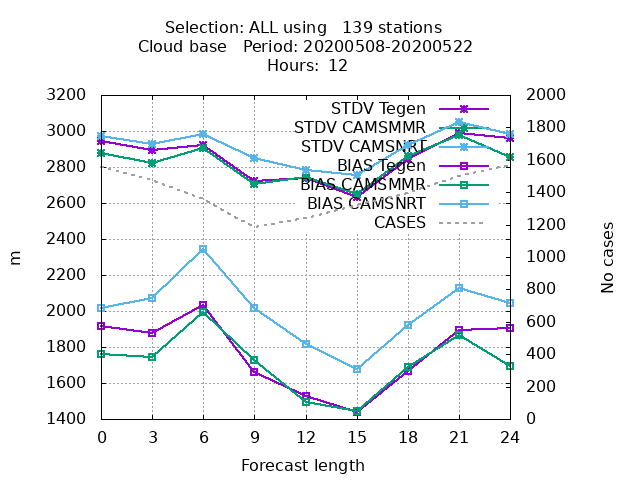 Selection: ALL using   139 stations
Cloud base   Period: 20200508-20200522
Hours: 12
3200
3000
2800
2600
2400
2200
2000
1800
1600
1400
2000
1800
1600
1400
1200
1000
800
600
400
200
0
STDV Tegen
STDV CAMSMMR
STDV CAMSNRT
BIAS Tegen
BIAS CAMSMMR
BIAS CAMSNRT
CASES
m
No cases
0 3 6 9 12 15 18 21 24
Forecast length